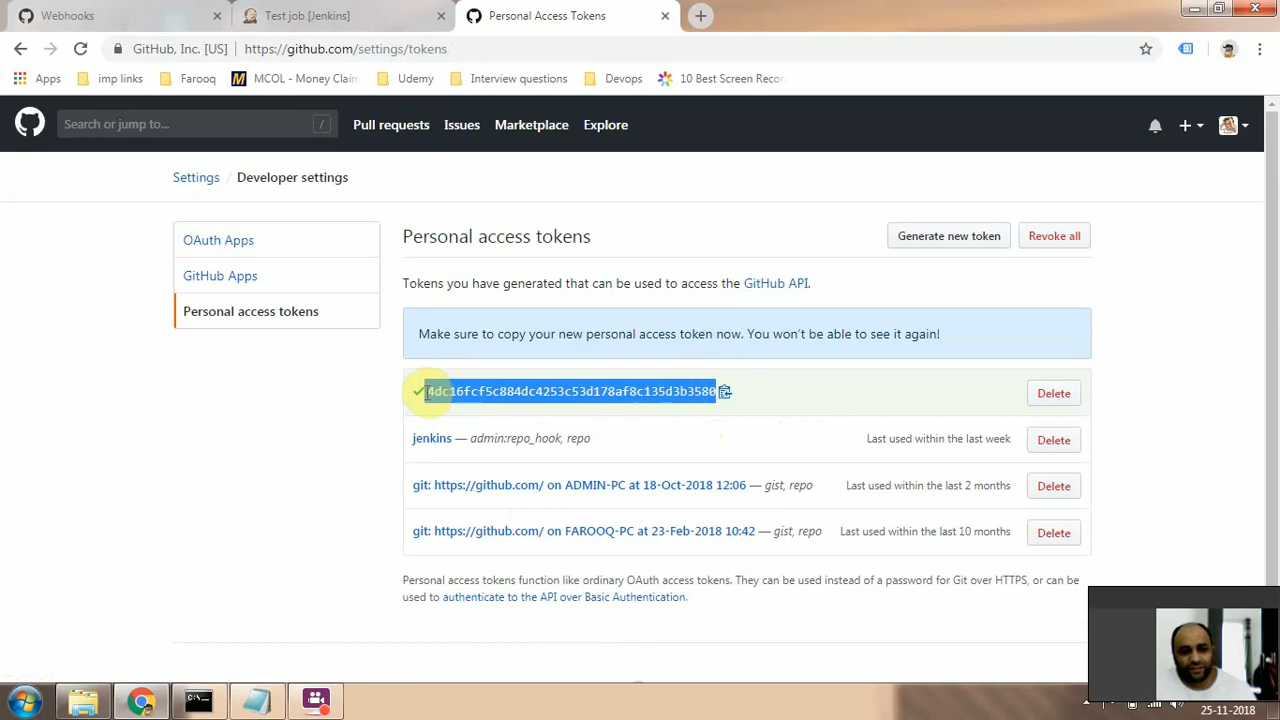 Webhooks
Test job [Jenkins]
Personal Access Tokens
GitHub, Inc. [US]
https://github.com/settings/tokens
Apps
imp links
Farooq
MCOL - Money Claim
Udemy
Interview questions
Devops
10 Best Screen Recor
Search or jump to...
/
Pull requests
Issues
Marketplace
Explore
Settings / Developer settings
OAuth Apps
GitHub Apps
Personal access tokens
Personal access tokens
Generate new token
Revoke all
Tokens you have generated that can be used to access the GitHub API.
Make sure to copy your new personal access token now. You won't be able to see it again!
4dc16fcf5c884dc4253c53d178af8c135d3b3580
Delete
jenkins — admin:repo_hook, repo
Last used within the last week
Delete
git: https://github.com/ on ADMIN-PC at 18-Oct-2018 12:06 — gist, repo
Last used within the last 2 months
Delete
git: https://github.com/ on FAROOQ-PC at 23-Feb-2018 10:42 — gist, repo
Last used within the last 10 months
Delete
Personal access tokens function like ordinary OAuth access tokens. They can be used instead of a password for Git over HTTPS, or can be
used to authenticate to the API over Basic Authentication.
25-11-2018